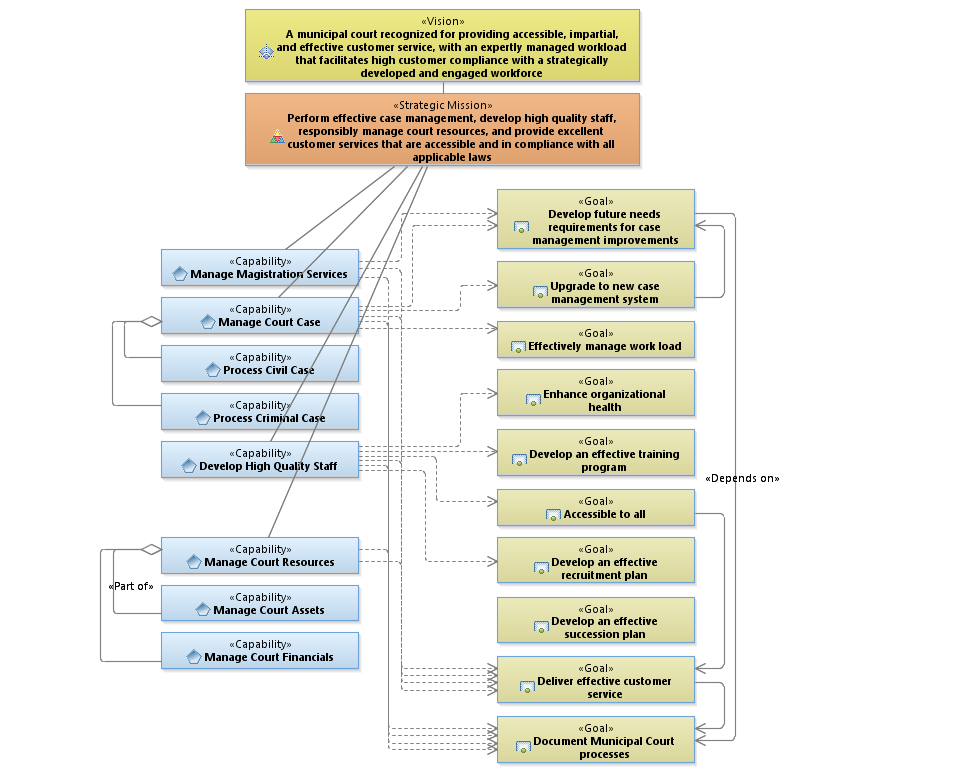 «Vision»
A municipal court recognized for providing accessible, impartial,
and effective customer service, with an expertly managed workload
that facilitates high customer compliance with a strategically
developed and engaged workforce
«Strategic Mission»
Perform effective case management, develop high quality staff,
responsibly manage court resources, and provide excellent
customer services that are accessible and in compliance with all
applicable laws
«Capability»
Manage Magistration Services
«Capability»
Manage Court Case
«Capability»
Process Civil Case
«Capability»
Process Criminal Case
«Capability»
Develop High Quality Staff
«Capability»
Manage Court Resources
«Part of»
«Capability»
Manage Court Assets
«Capability»
Manage Court Financials
«Goal»
Develop future needs
requirements for case
management improvements
«Goal»
Upgrade to new case
management system
«Goal»
Effectively manage work load
«Goal»
Enhance organizational
health
«Goal»
Develop an effective training
program
«Depends on»
«Goal»
Accessible to all
«Goal»
Develop an effective
recruitment plan
«Goal»
Develop an effective
succession plan
«Goal»
Deliver effective customer
service
«Goal»
Document Municipal Court
processes